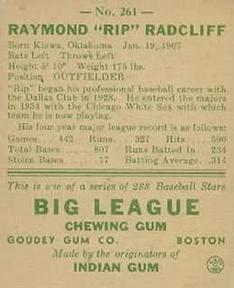 — No. 261 —
RAYMOND "RIP" RADCLIFF
Born Kiowa, Oklahoma Jan. 19, 1907
Bats Left Throws Left
Height 5' 10" Weight 175 lbs.
Position OUTFIELDER
"Rip" began his professional baseball career with
the Dallas Club in 1928. He entered the majors
in 1934 with the Chicago White Sox with which
team he is now playing.
His four year major league record is as follows:
Games 442 Runs 327 Hits 590
Total Bases 807 Runs Batted In 234
Stolen Bases 17 Batting Average .314
This is one of a series of 288 Baseball Stars
BIG LEAGUE
CHEWING GUM
GOUDEY GUM CO. BOSTON
Made by the originators of
INDIAN GUM